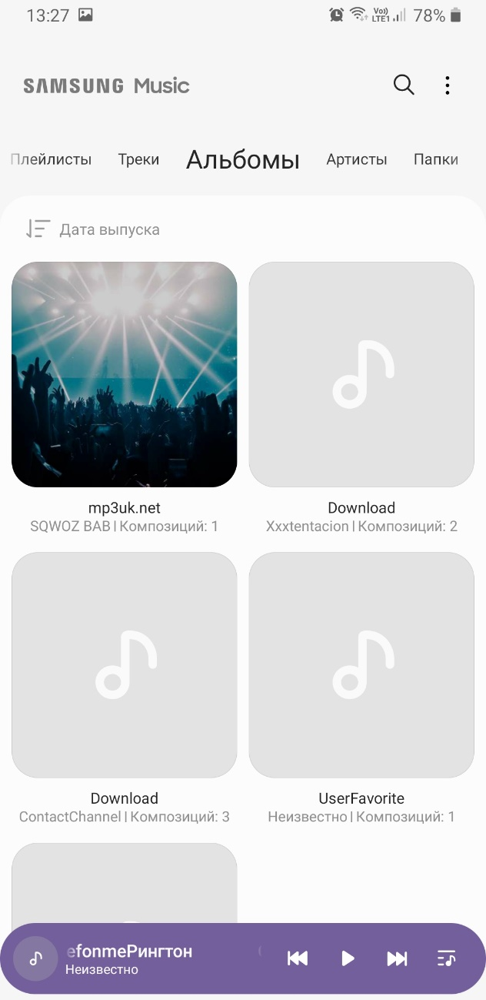 13:27 Vo)) LTE1 78%
SAMSUNG Music
Плейлисты Треки Альбомы Артисты Папки
Дата выпуска
mp3uk.net Download
SQWOZ BAB | Композиций: 1 Xxxtentacion | Композиций: 2
Download UserFavorite
ContactChannel | Композиций: 3 Неизвестно | Композиций: 1
efonmeРингтон
Неизвестно